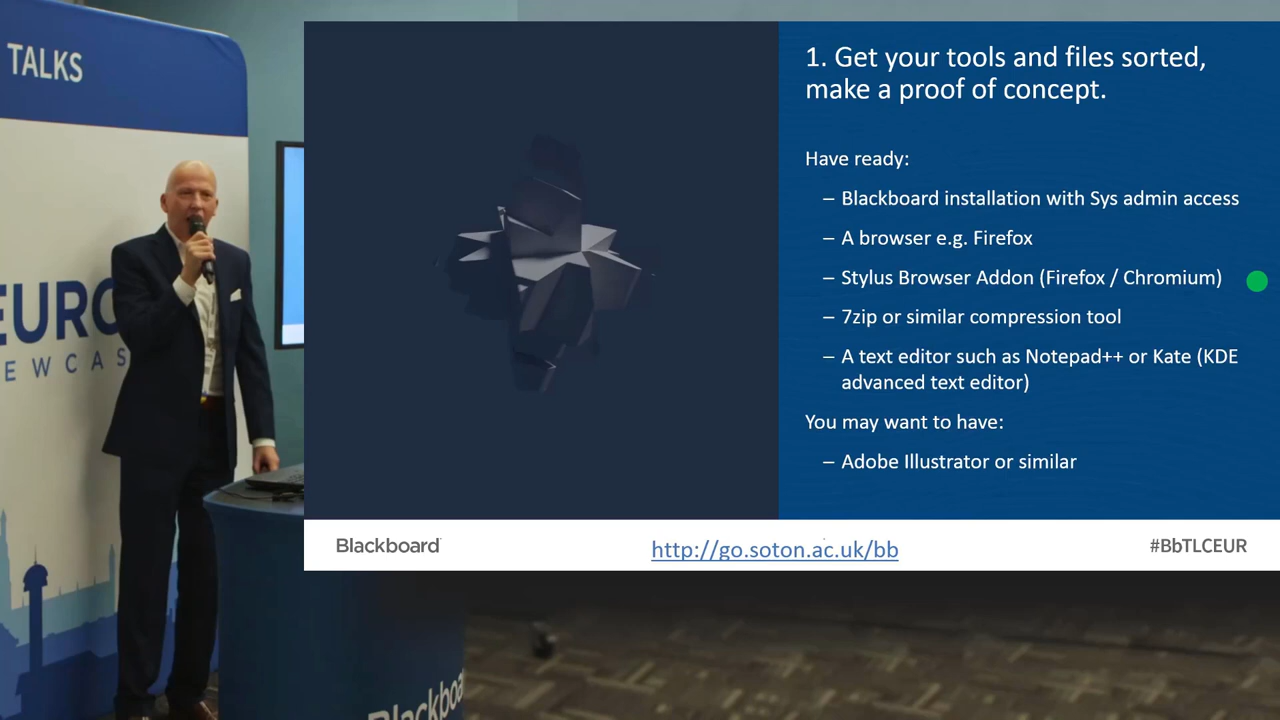 TALKS
EURO
EWCAS
1. Get your tools and files sorted,
make a proof of concept.
Have ready:
– Blackboard installation with Sys admin access
– A browser e.g. Firefox
– Stylus Browser Addon (Firefox / Chromium)
– 7zip or similar compression tool
– A text editor such as Notepad++ or Kate (KDE
advanced text editor)
You may want to have:
– Adobe Illustrator or similar
Blackboard
http://go.soton.ac.uk/bb
#BbTLCEUR
Blackboa